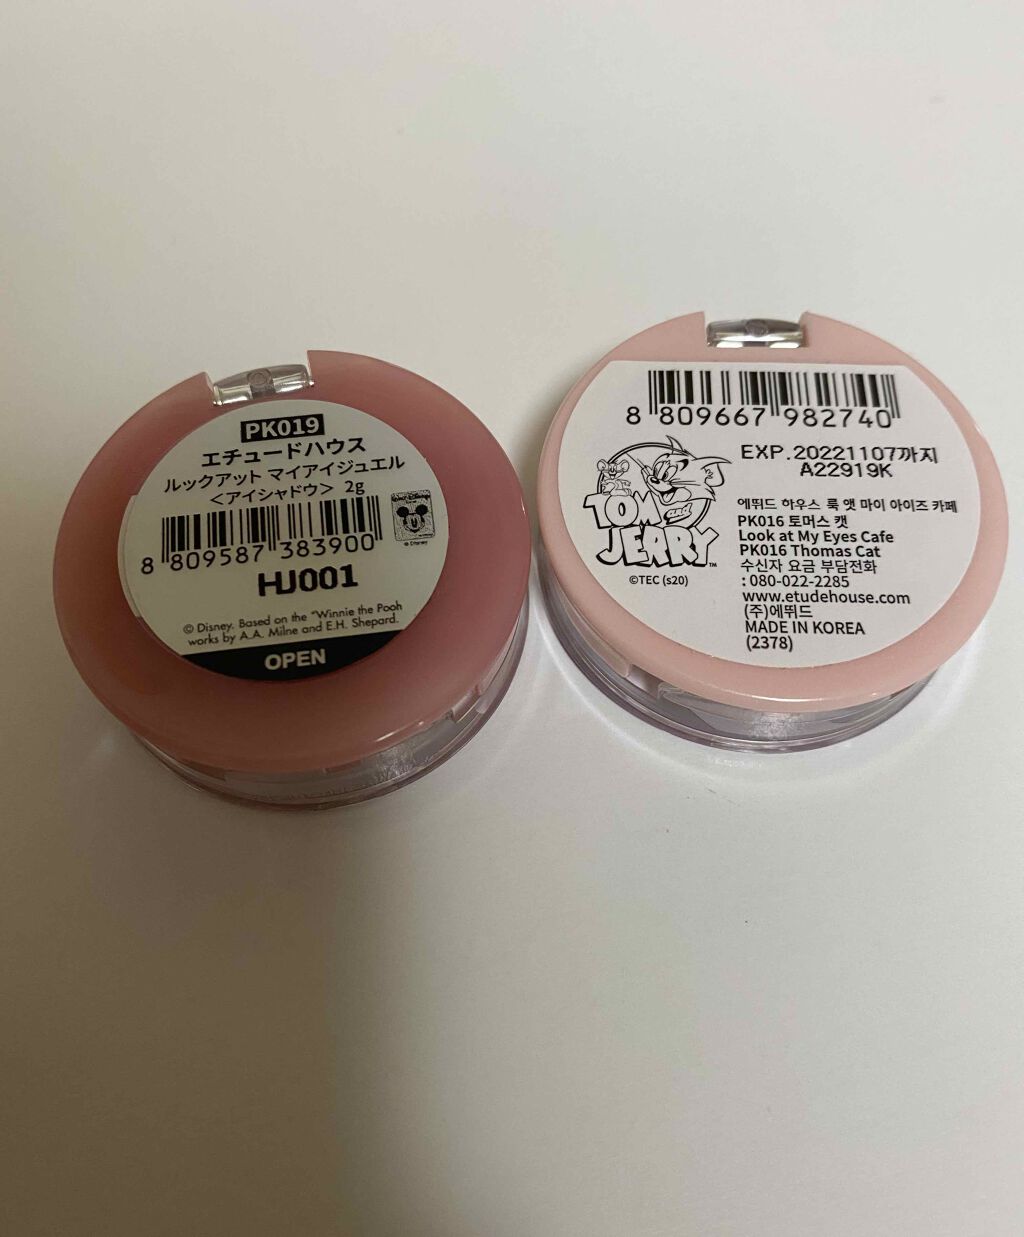 PK019
エチュードハウス
ルックアット マイアイジュエル
<アイシャドウ> 2g
8 809587 383900
© Disney
HJ001
© Disney. Based on the "Winnie the Pooh
works by A.A. Milne and E.H. Shepard.
OPEN
8 809667 982740
EXP.20221107까지
A22919K
TOM and
JERRY™
©TEC (s20)
에뛰드 하우스 룩 앳 마이 아이즈 카페
PK016 토머스 캣
Look at My Eyes Cafe
PK016 Thomas Cat
수신자 요금 부담전화
: 080-022-2285
www.etudehouse.com
(주)에뛰드
MADE IN KOREA
(2378)